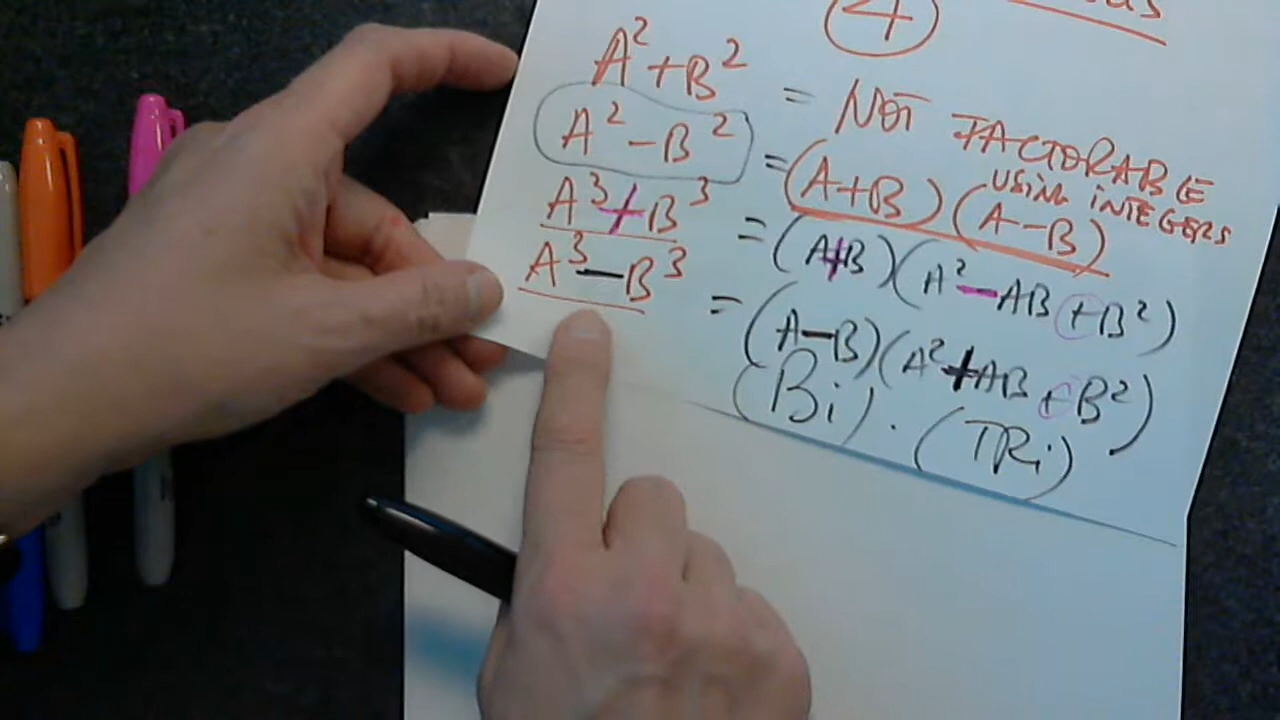 4
A² + B² = NOT FACTORABLE
USING INTEGERS
A² - B² = (A+B)(A-B)
A³ + B³ = (A+B)(A² - AB + B²)
A³ - B³ = (A-B)(A² + AB + B²)
(Bi) · (TRi)